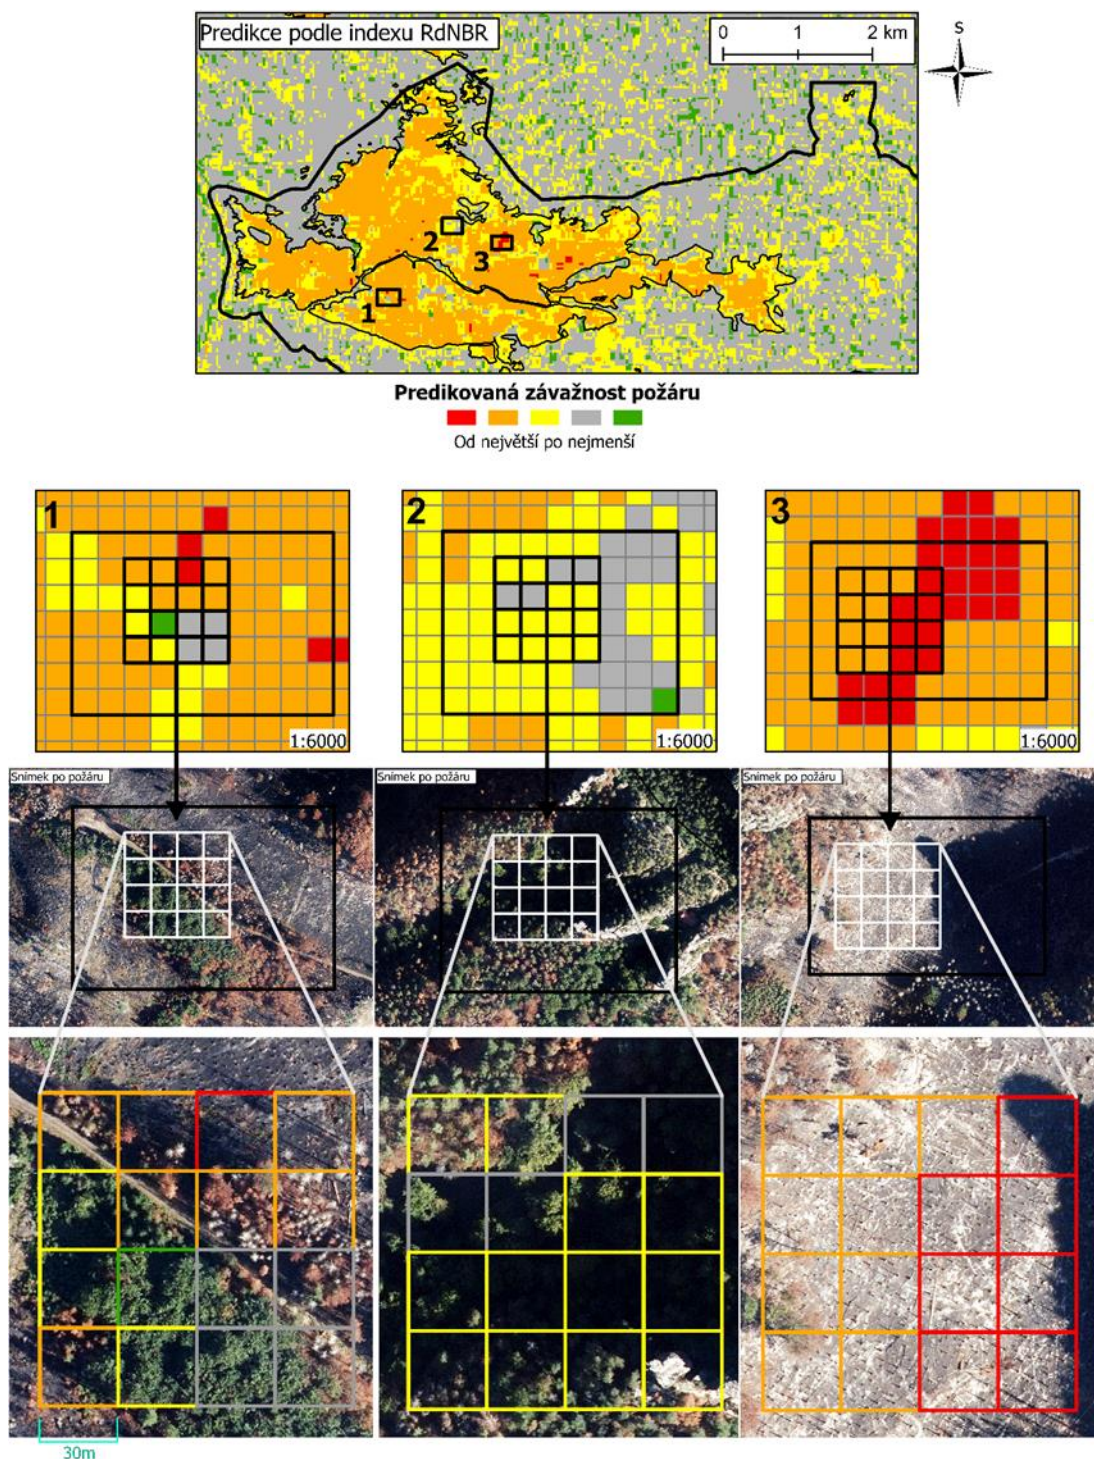 Predikce podle indexu RdNBR
0 1 2 km
S
2
3
1
Predikovaná závažnost požáru
Od největší po nejmenší
1
2
3
1:6000
1:6000
1:6000
Snímek po požáru
Snímek po požáru
Snímek po požáru
30m